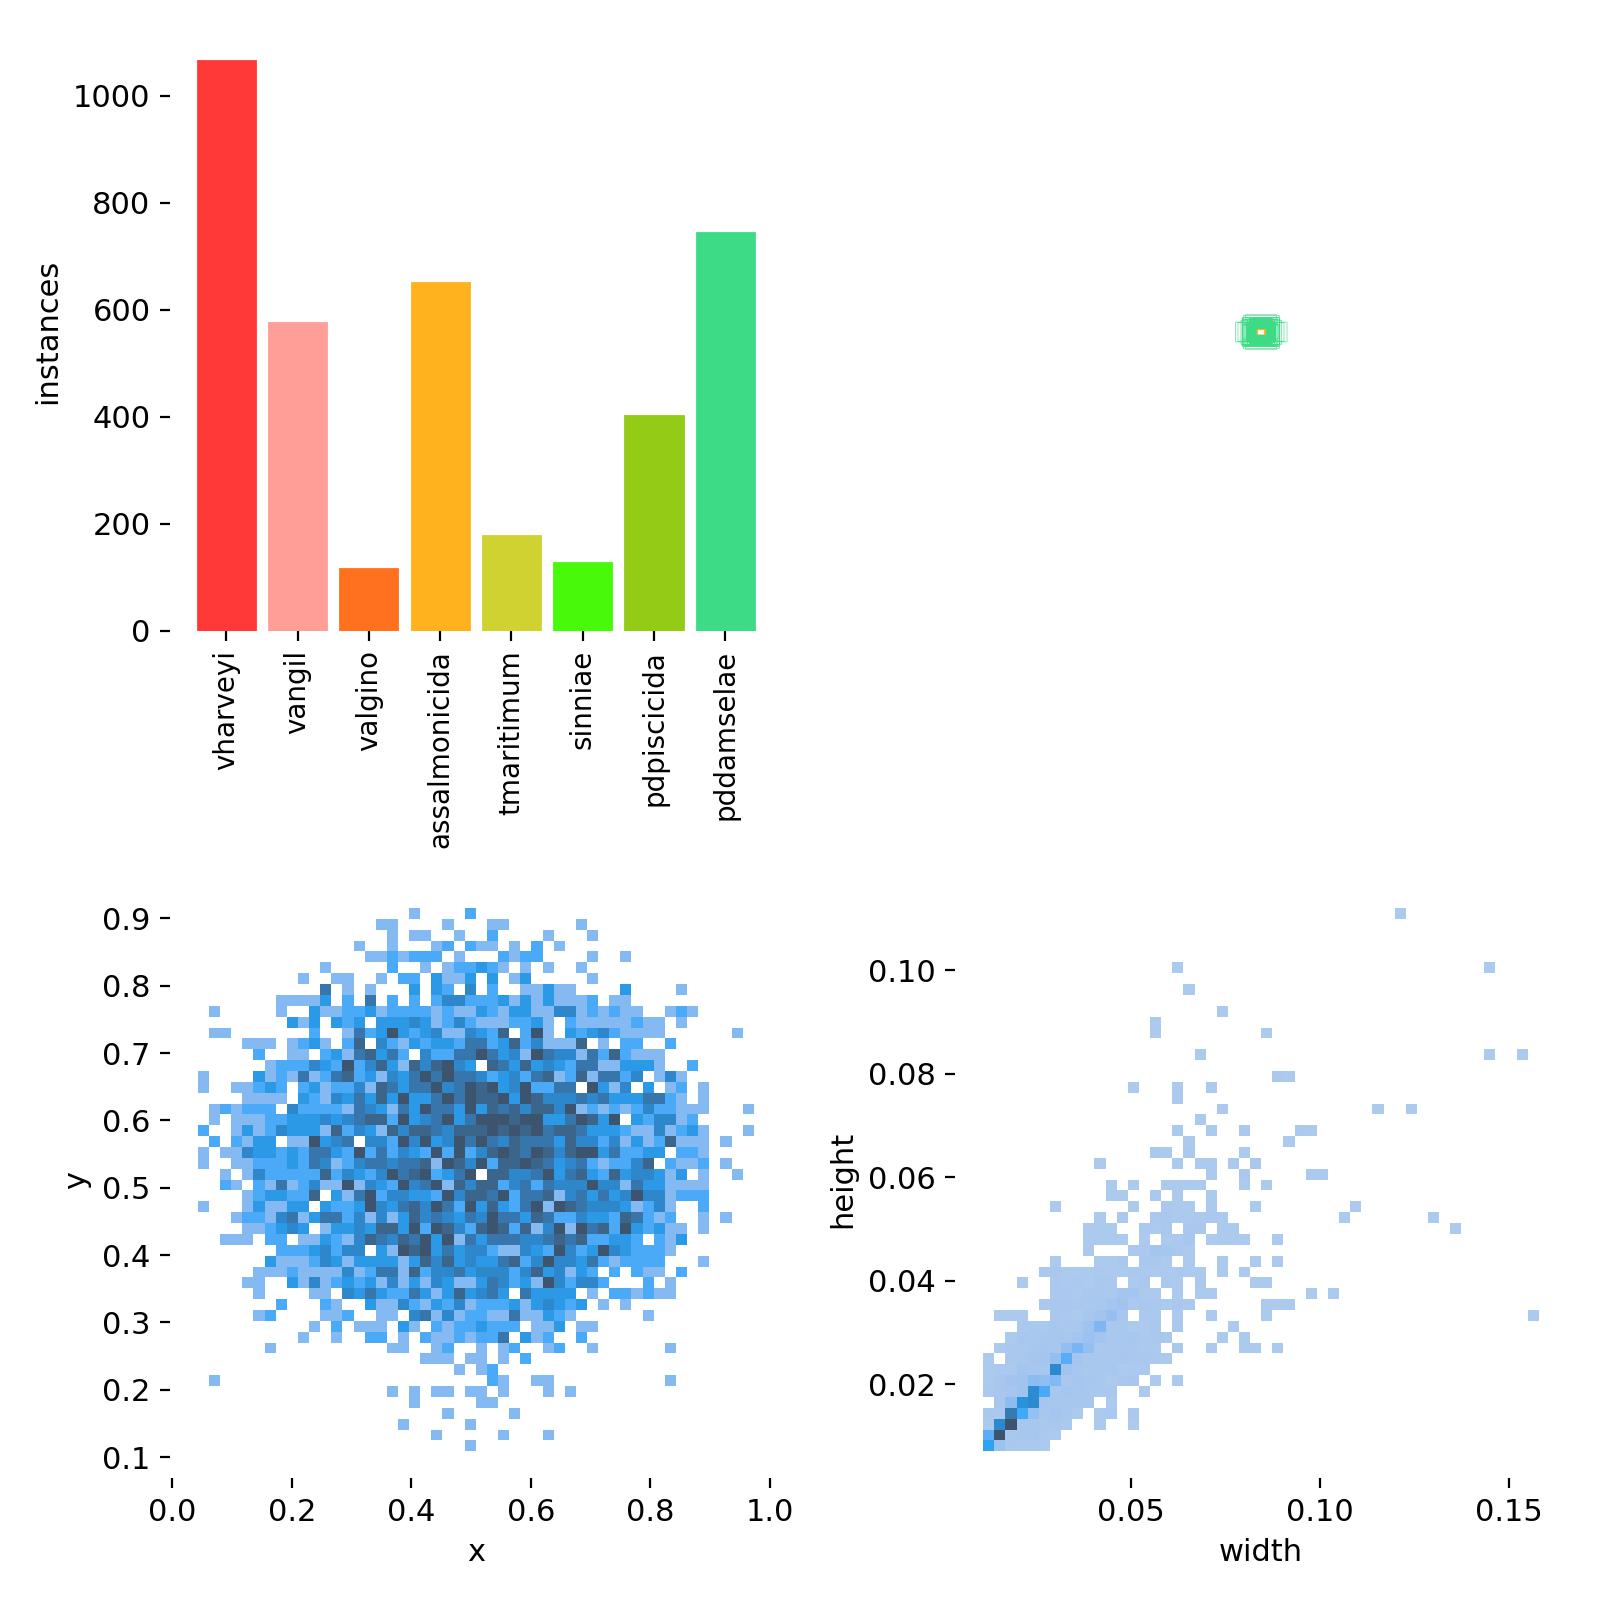 1000
800
600
400
200
0
instances
vharveyi
vangil
valgino
assalmonicida
tmaritimum
sinniae
pdpiscicida
pddamselae
0.9
0.8
0.7
0.6
0.5
0.4
0.3
0.2
0.1
y
0.0 0.2 0.4 0.6 0.8 1.0
x
0.10
0.08
0.06
0.04
0.02
height
0.05 0.10 0.15
width